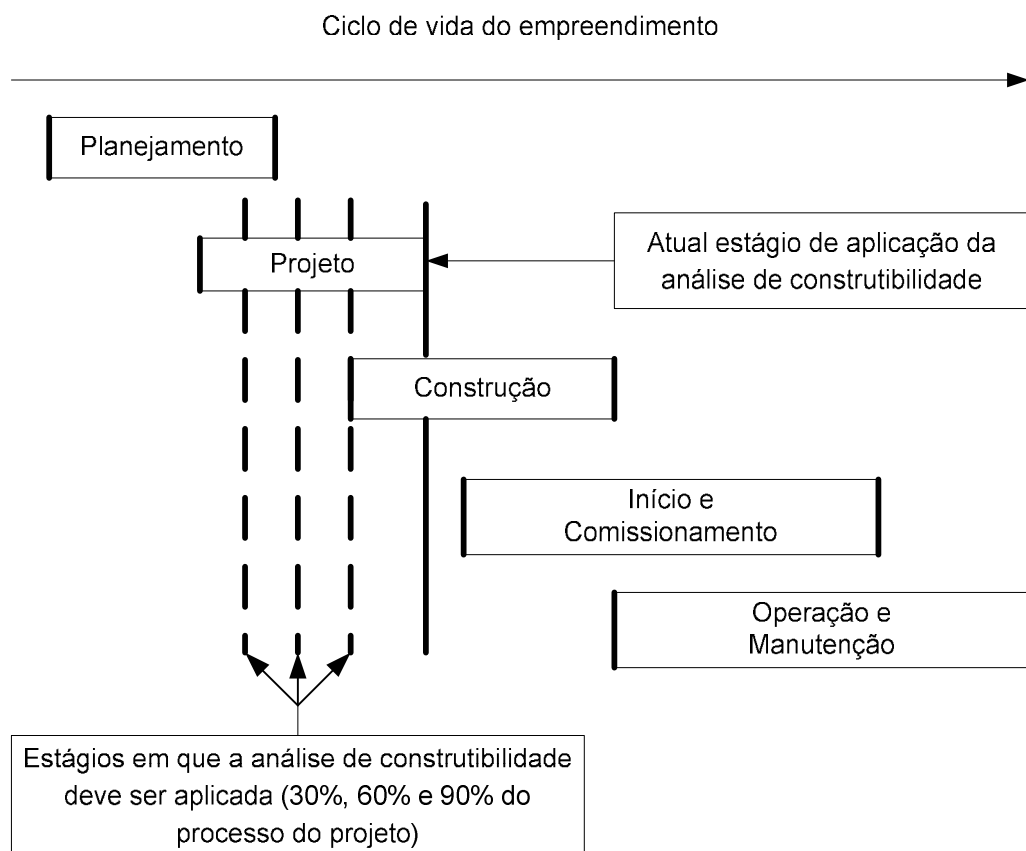 Ciclo de vida do empreendimento
Planejamento
Projeto
Atual estágio de aplicação da
análise de construtibilidade
Construção
Início e
Comissionamento
Operação e
Manutenção
Estágios em que a análise de construtibilidade
deve ser aplicada (30%, 60% e 90% do
processo do projeto)